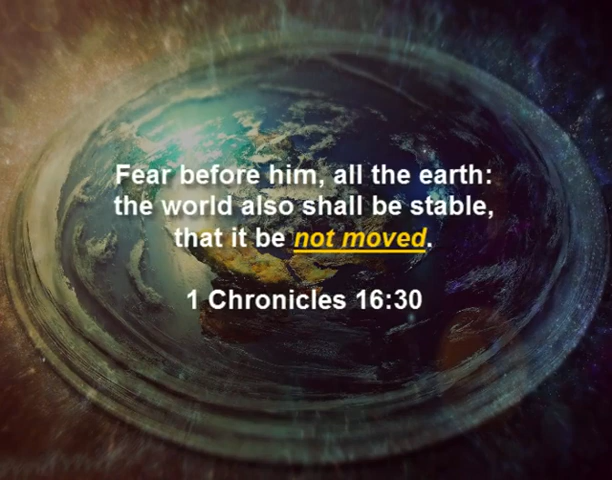 Fear before him, all the earth:
the world also shall be stable,
that it be not moved.
1 Chronicles 16:30